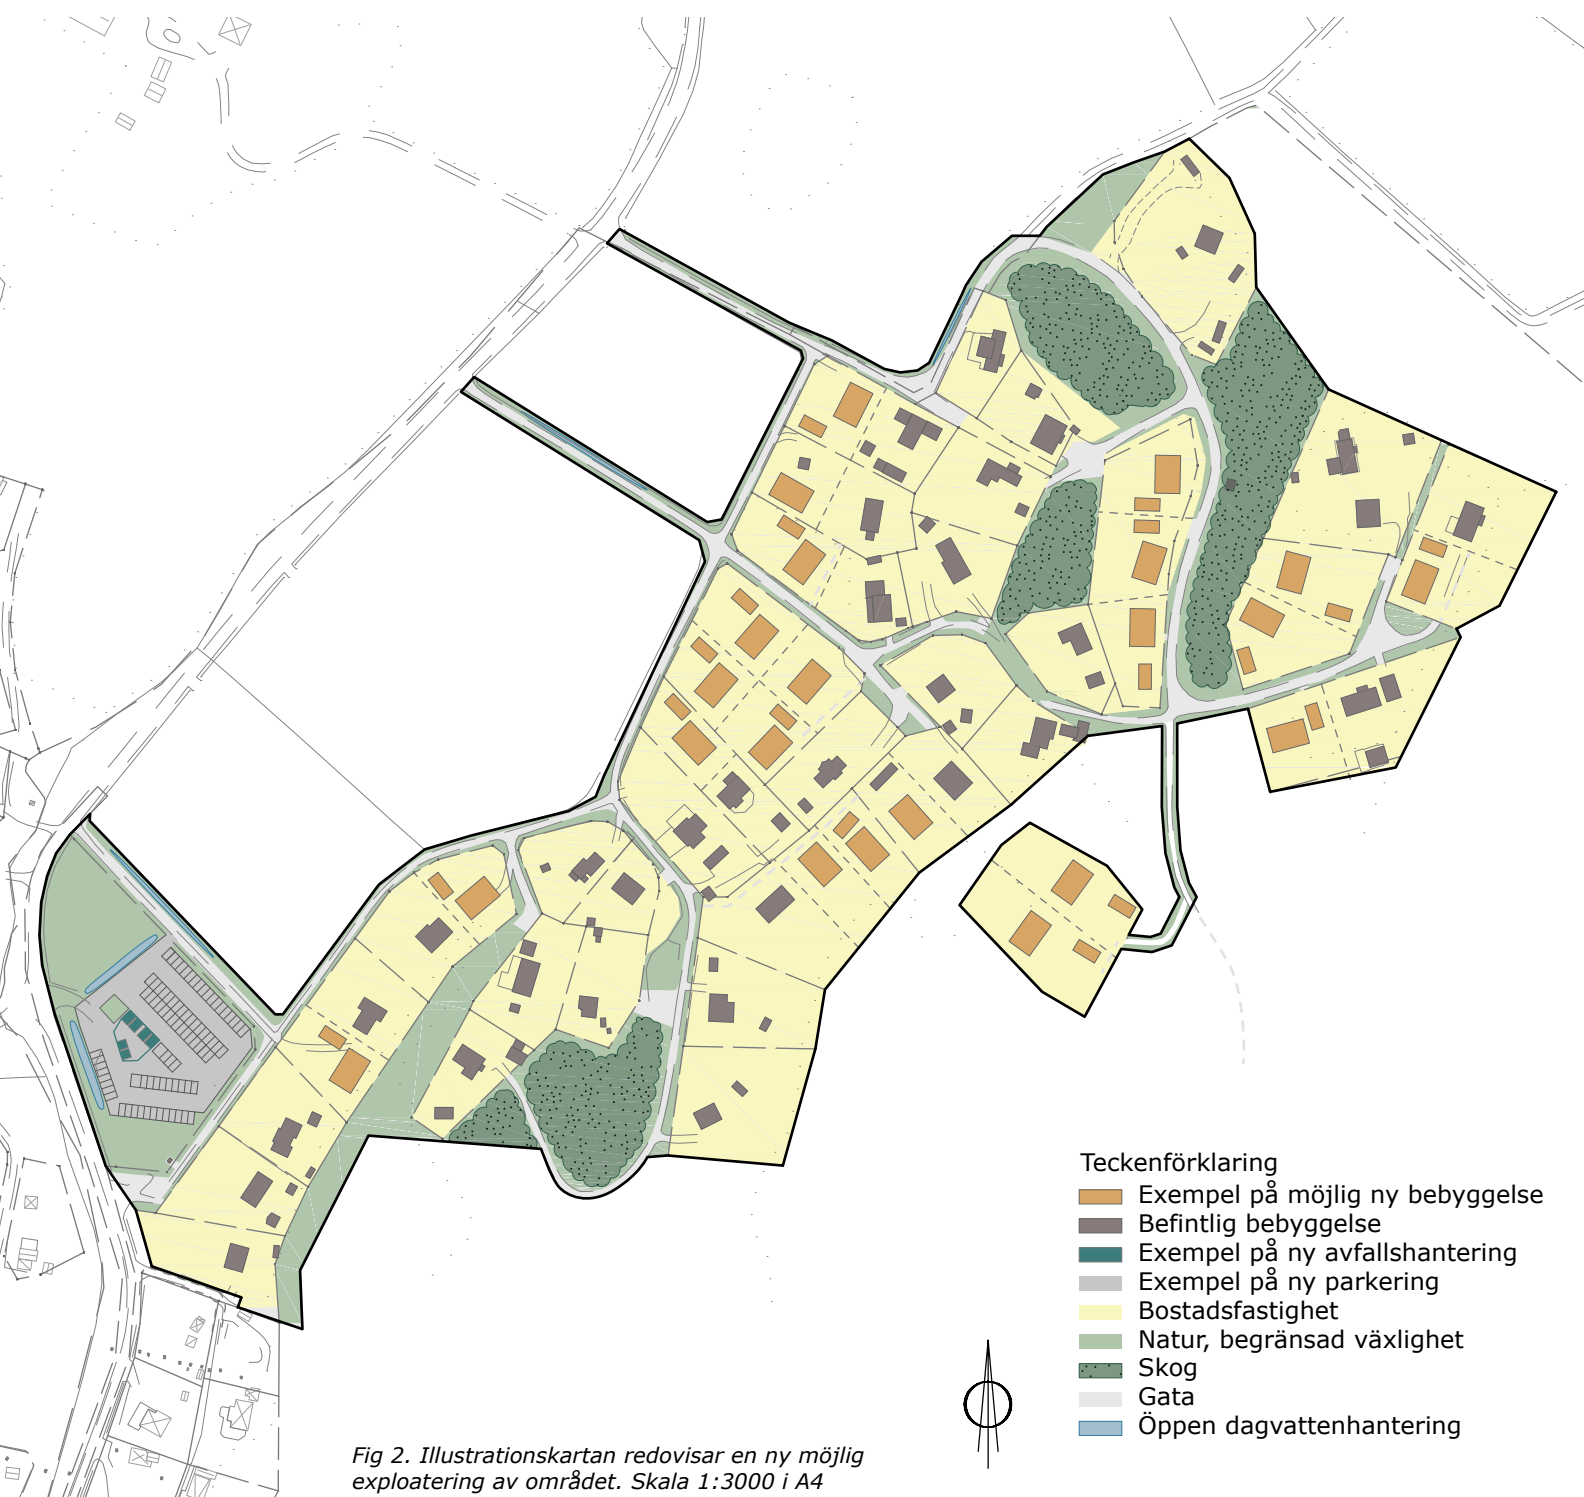 Teckenförklaring
Exempel på möjlig ny bebyggelse
Befintlig bebyggelse
Exempel på ny avfallshantering
Exempel på ny parkering
Bostadsfastighet
Natur, begränsad växlighet
Skog
Gata
Öppen dagvattenhantering
Fig 2. Illustrationskartan redovisar en ny möjlig
exploatering av området. Skala 1:3000 i A4